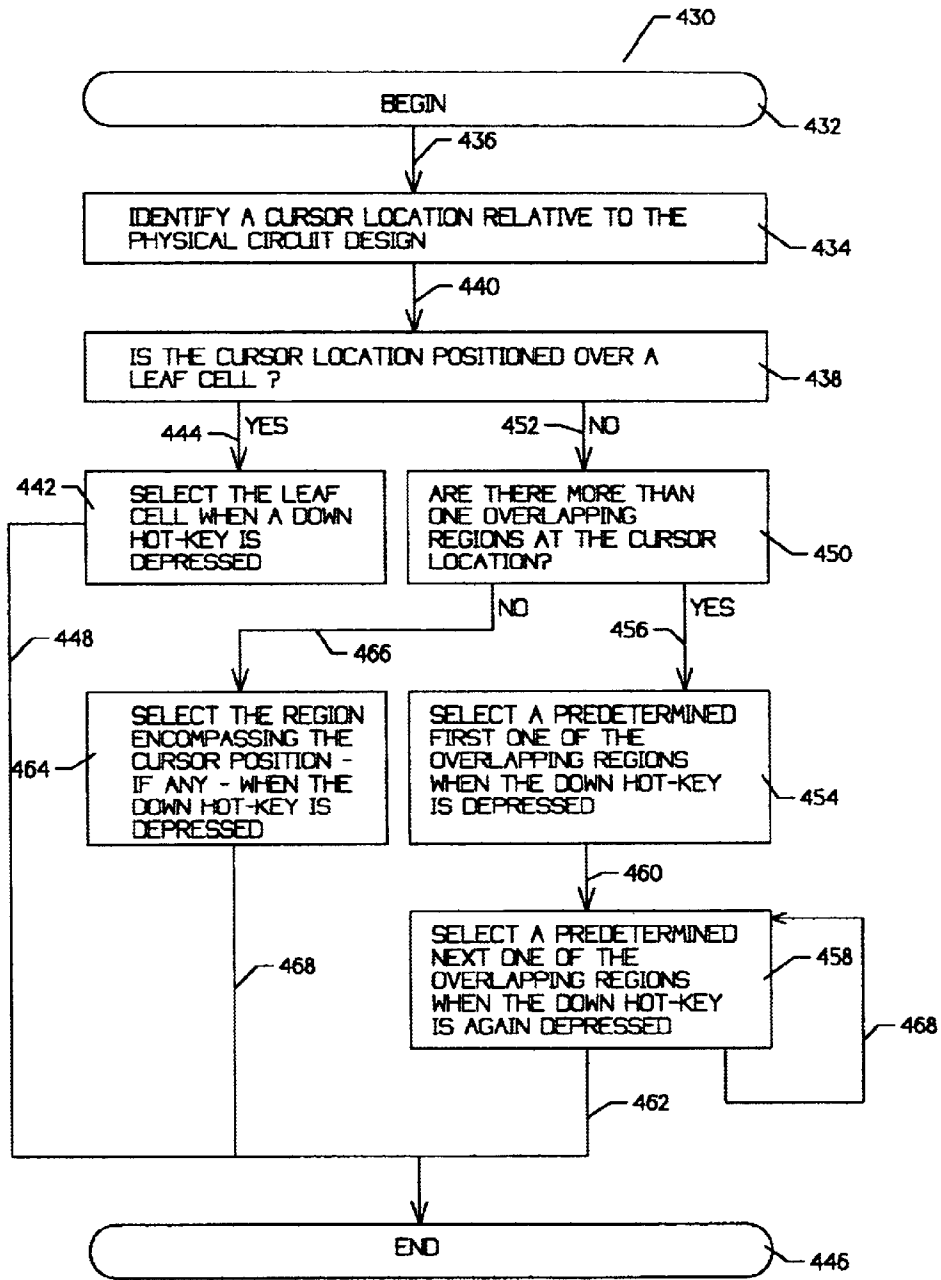 430
BEGIN
432
436
IDENTIFY A CURSOR LOCATION RELATIVE TO THE
PHYSICAL CIRCUIT DESIGN
434
440
IS THE CURSOR LOCATION POSITIONED OVER A
LEAF CELL ?
438
444
YES
452
NO
442
SELECT THE LEAF
CELL WHEN A DOWN
HOT-KEY IS
DEPRESSED
ARE THERE MORE THAN
ONE OVERLAPPING
REGIONS AT THE CURSOR
LOCATION?
450
448
NO
466
YES
456
464
SELECT THE REGION
ENCOMPASSING THE
CURSOR POSITION -
IF ANY - WHEN THE
DOWN HOT-KEY IS
DEPRESSED
SELECT A PREDETERMINED
FIRST ONE OF THE
OVERLAPPING REGIONS
WHEN THE DOWN HOT-KEY
IS DEPRESSED
454
460
468
SELECT A PREDETERMINED
NEXT ONE OF THE
OVERLAPPING REGIONS
WHEN THE DOWN HOT-KEY
IS AGAIN DEPRESSED
458
468
462
END
446